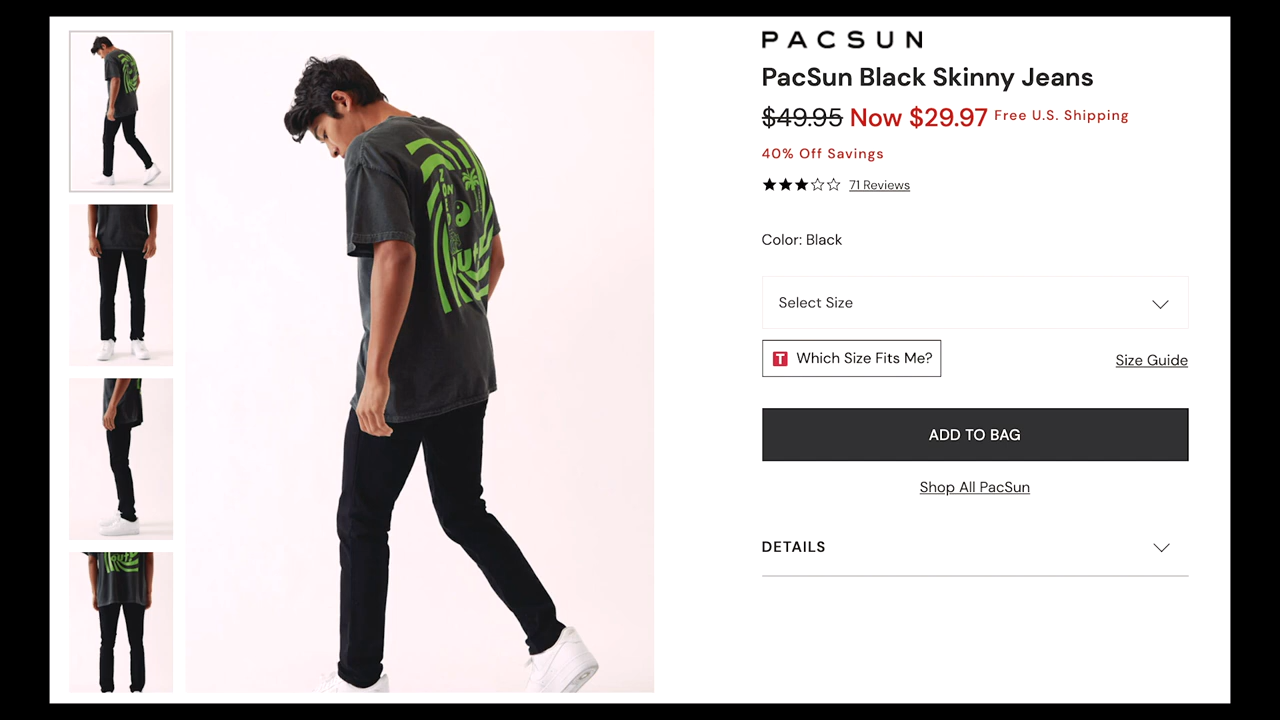 PACSUN
PacSun Black Skinny Jeans
$49.95 Now $29.97 Free U.S. Shipping
40% Off Savings
71 Reviews
Color: Black
Select Size
T Which Size Fits Me?
Size Guide
ADD TO BAG
Shop All PacSun
DETAILS